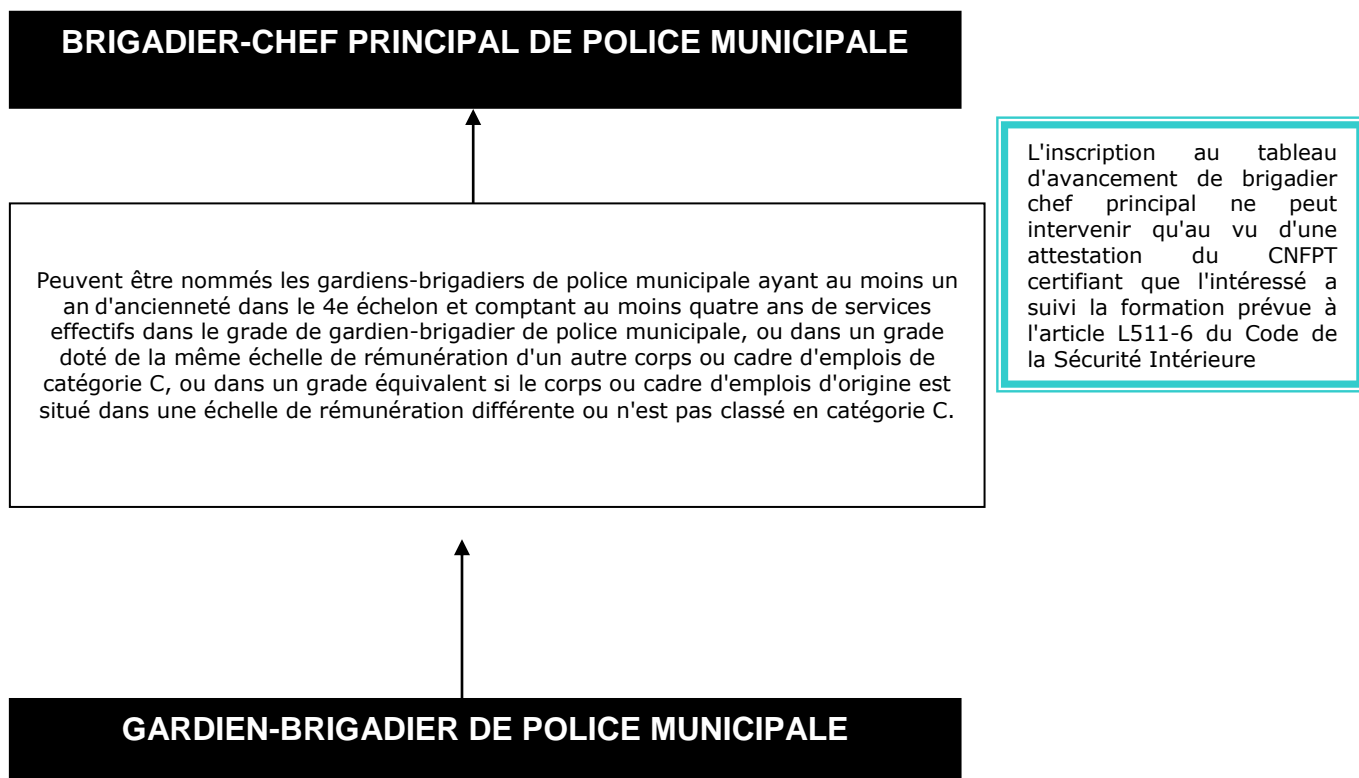 BRIGADIER-CHEF PRINCIPAL DE POLICE MUNICIPALE
L'inscription au tableau
d'avancement de brigadier
chef principal ne peut
intervenir qu'au vu d'une
attestation du CNFPT
certifiant que l'intéressé a
suivi la formation prévue à
l'article L511-6 du Code de
la Sécurité Intérieure
Peuvent être nommés les gardiens-brigadiers de police municipale ayant au moins un
an d'ancienneté dans le 4e échelon et comptant au moins quatre ans de services
effectifs dans le grade de gardien-brigadier de police municipale, ou dans un grade
doté de la même échelle de rémunération d'un autre corps ou cadre d'emplois de
catégorie C, ou dans un grade équivalent si le corps ou cadre d'emplois d'origine est
situé dans une échelle de rémunération différente ou n'est pas classé en catégorie C.
GARDIEN-BRIGADIER DE POLICE MUNICIPALE